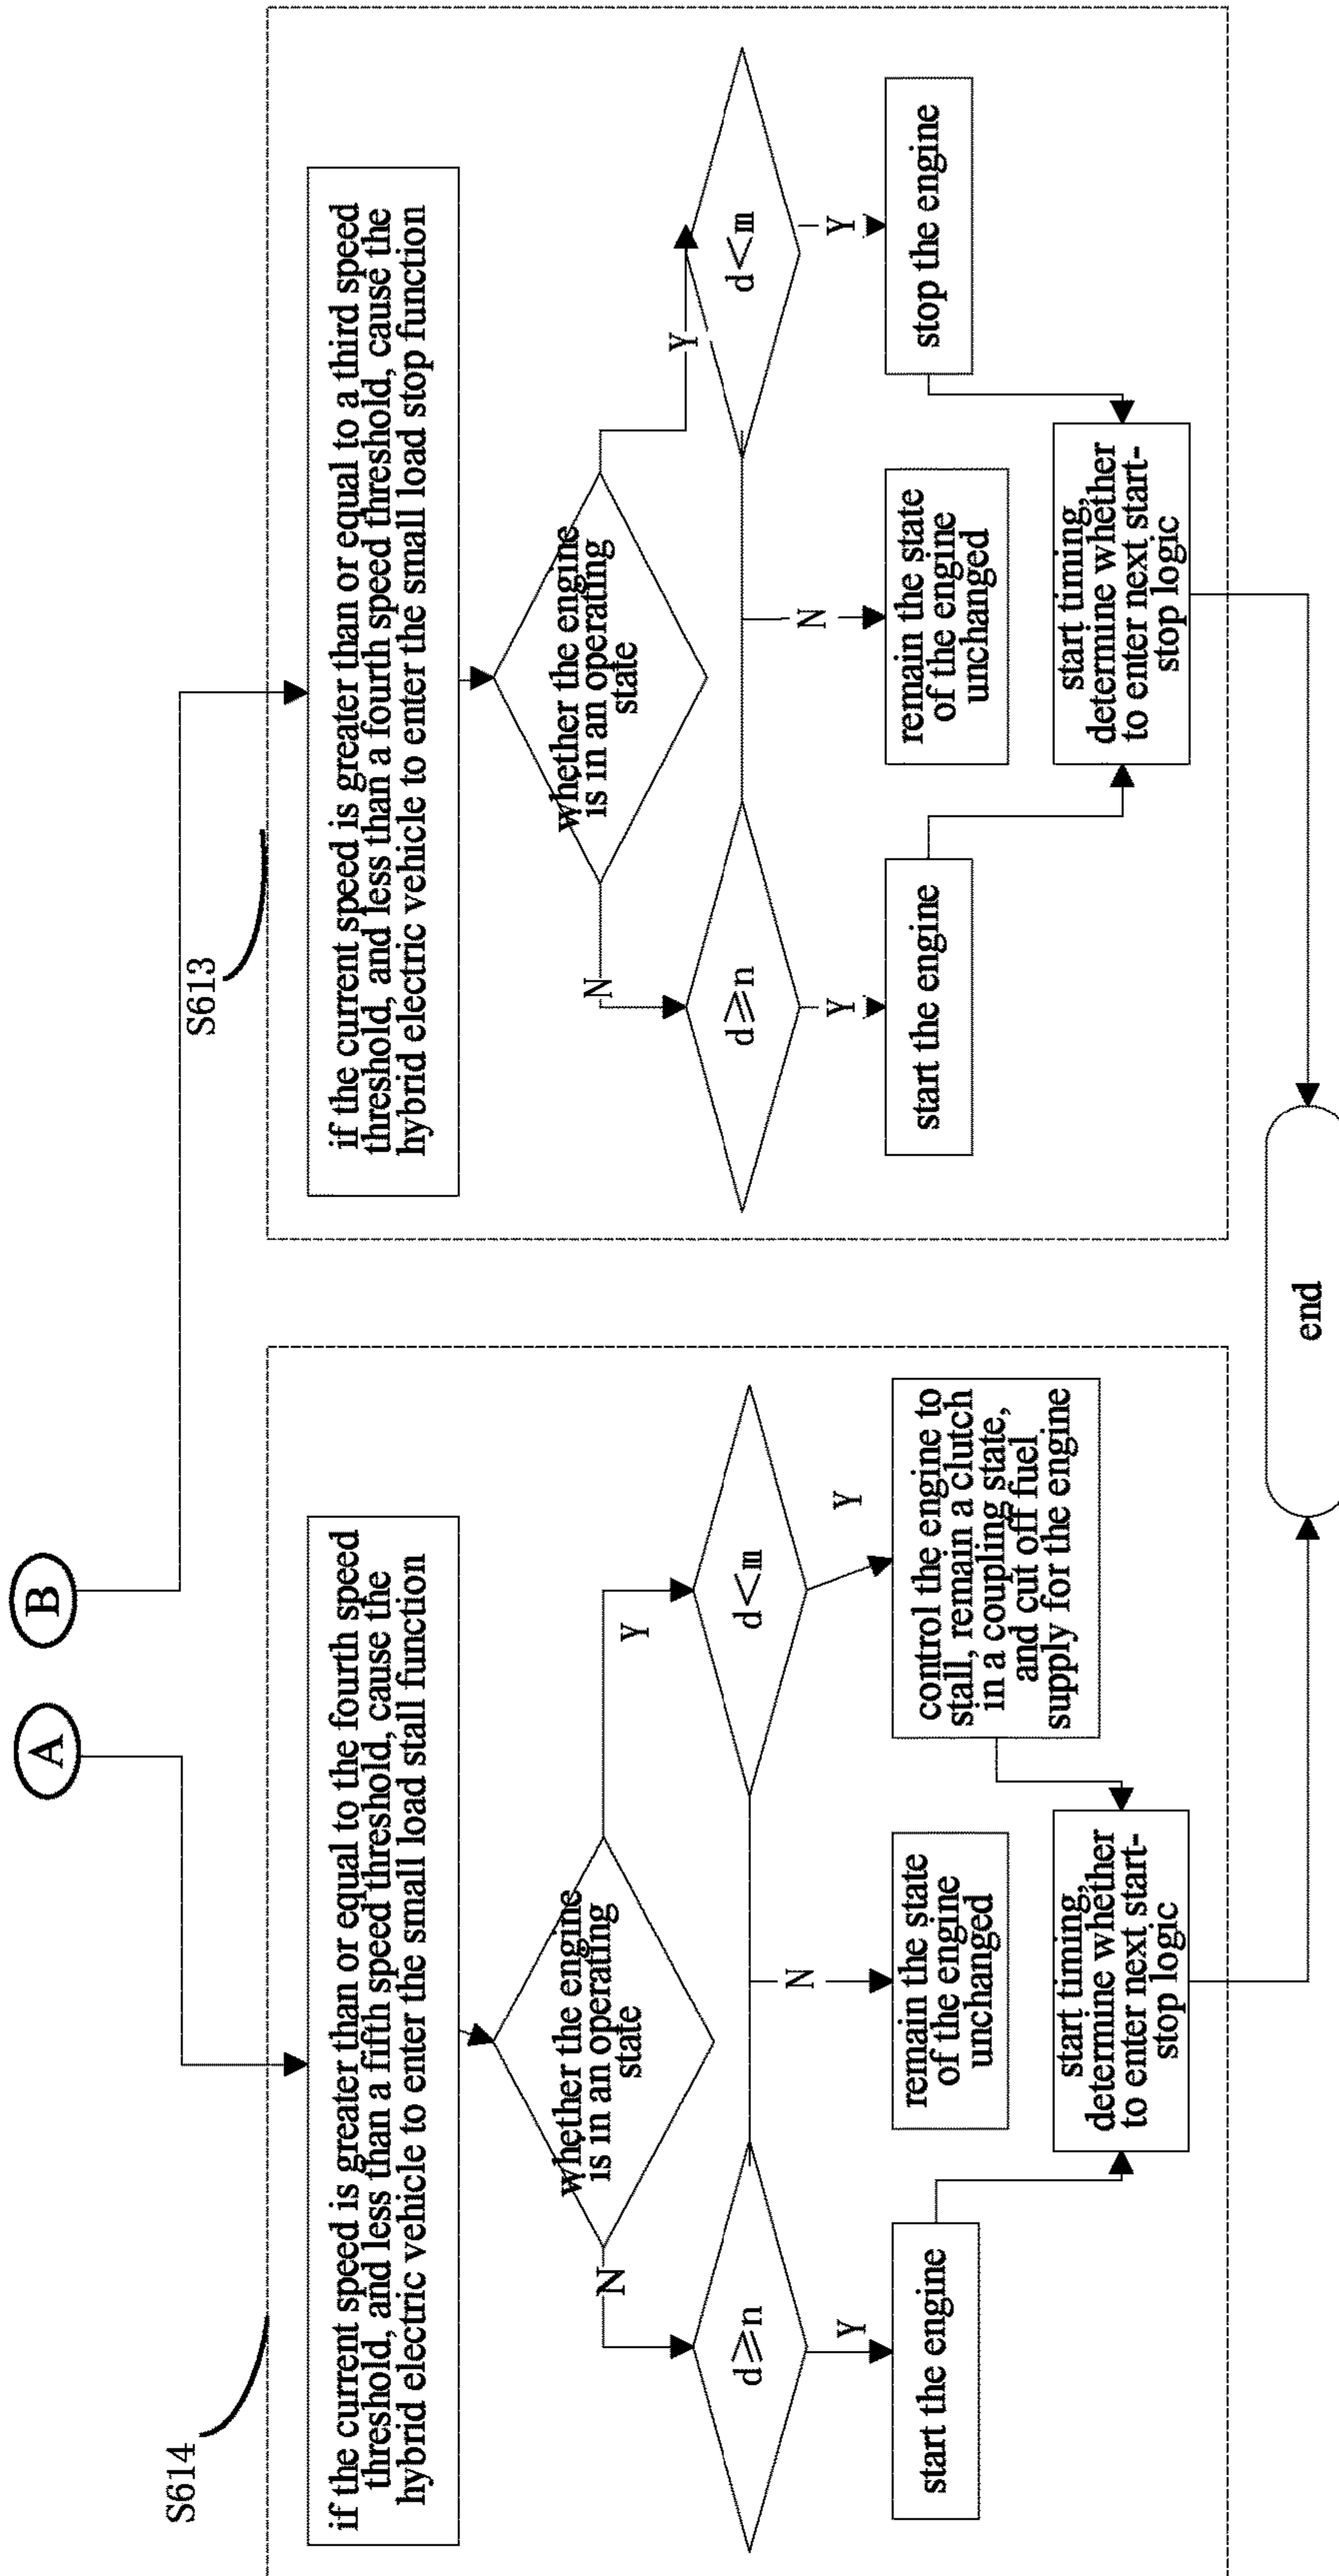 A
B
S614
if the current speed is greater than or equal to the fourth speed
threshold, and less than a fifth speed threshold, cause the
hybrid electric vehicle to enter the small load stall function
whether the engine
is in an operating
state
N
Y
d≥n
d<m
Y
N
Y
start the engine
remain the state
of the engine
unchanged
control the engine to
stall, remain a clutch
in a coupling state,
and cut off fuel
supply for the engine
start timing,
determine whether
to enter next start-
stop logic
S613
if the current speed is greater than or equal to a third speed
threshold, and less than a fourth speed threshold, cause the
hybrid electric vehicle to enter the small load stop function
whether the engine
is in an operating
state
N
Y
d≥n
d<m
Y
N
Y
start the engine
remain the state
of the engine
unchanged
stop the engine
start timing,
determine whether
to enter next start-
stop logic
end